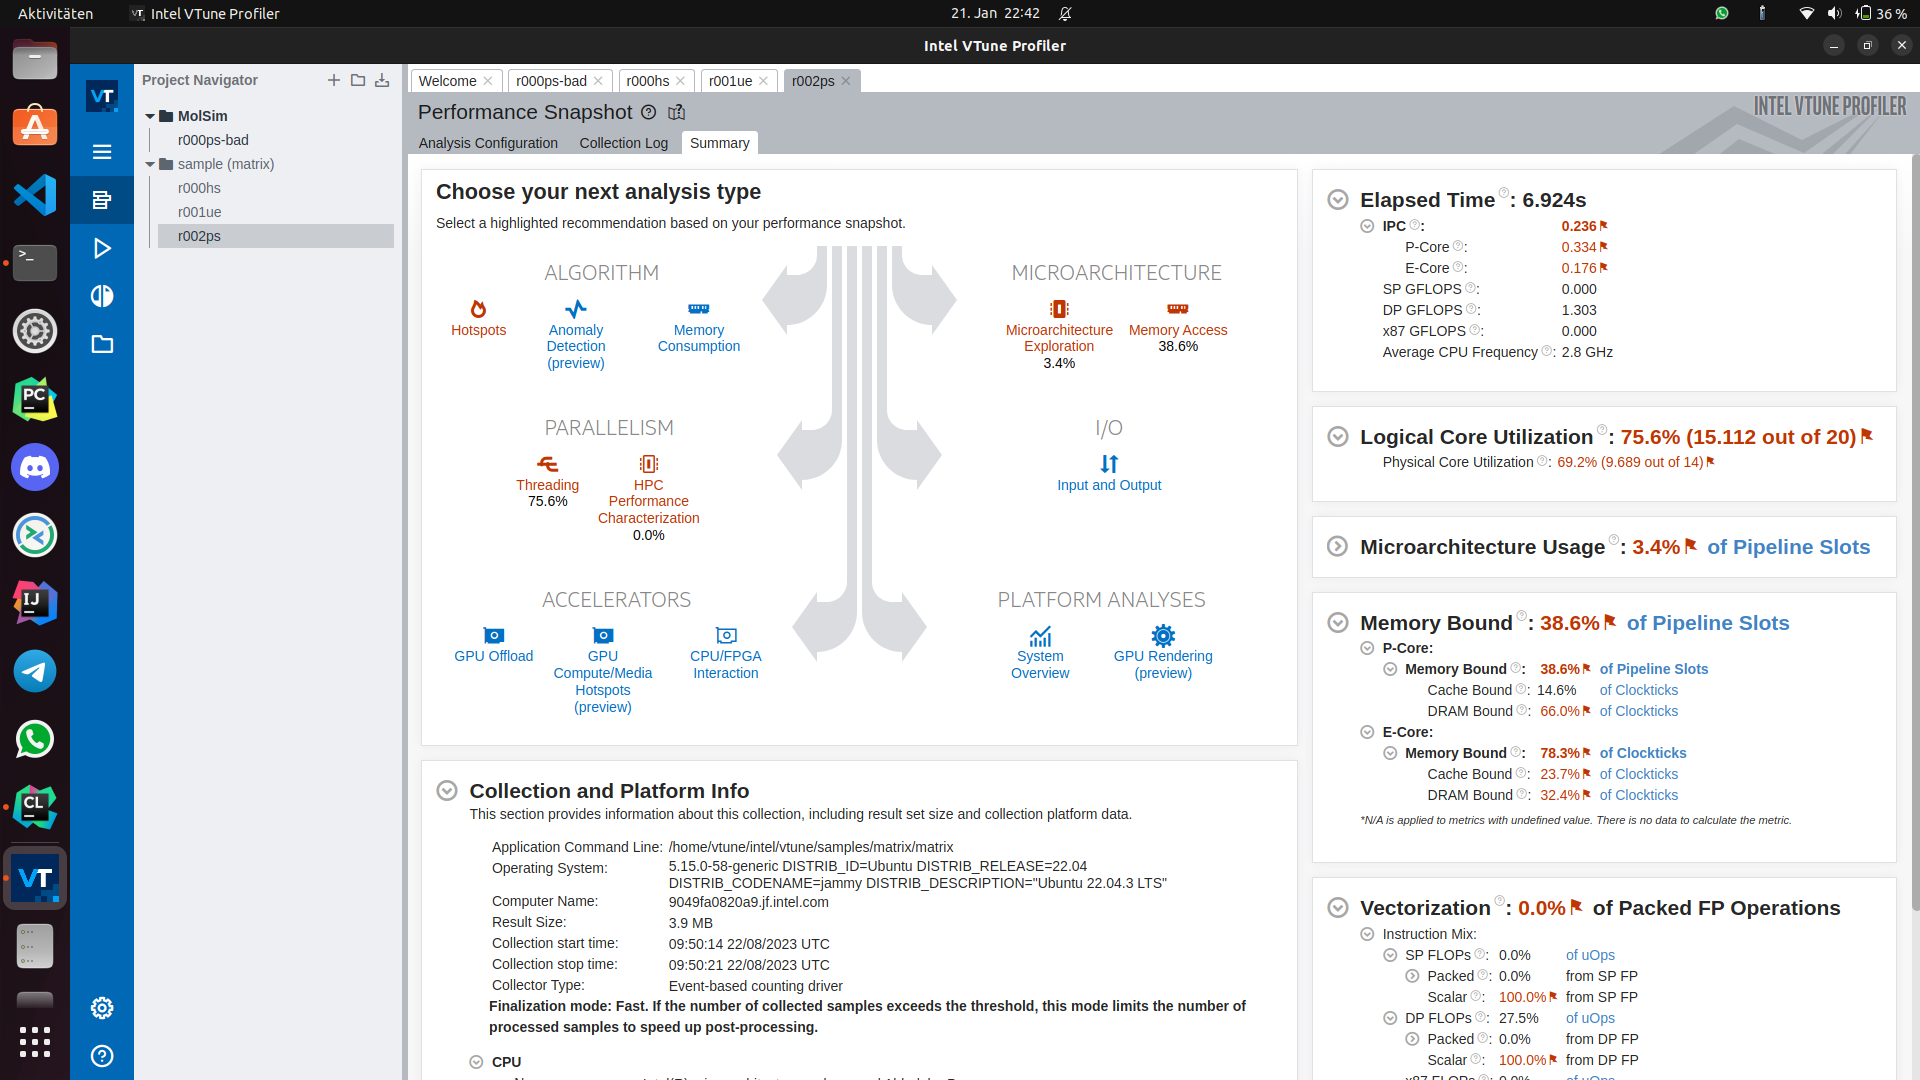 Aktivitäten
Intel VTune Profiler
21. Jan 22:42
36 %
Intel VTune Profiler
VT
Project Navigator
MolSim
r000ps-bad
sample (matrix)
r000hs
r001ue
r002ps
Welcome
r000ps-bad
r000hs
r001ue
r002ps
Performance Snapshot
INTEL VTUNE PROFILER
Analysis Configuration
Collection Log
Summary
Choose your next analysis type
Select a highlighted recommendation based on your performance snapshot.
ALGORITHM
Hotspots
Anomaly
Detection
(preview)
Memory
Consumption
MICROARCHITECTURE
Microarchitecture
Exploration
3.4%
Memory Access
38.6%
PARALLELISM
Threading
75.6%
HPC
Performance
Characterization
0.0%
I/O
Input and Output
ACCELERATORS
GPU Offload
GPU
Compute/Media
Hotspots
(preview)
CPU/FPGA
Interaction
PLATFORM ANALYSES
System
Overview
GPU Rendering
(preview)
Collection and Platform Info
This section provides information about this collection, including result set size and collection platform data.
Application Command Line: /home/vtune/intel/vtune/samples/matrix/matrix
Operating System: 5.15.0-58-generic DISTRIB_ID=Ubuntu DISTRIB_RELEASE=22.04
DISTRIB_CODENAME=jammy DISTRIB_DESCRIPTION="Ubuntu 22.04.3 LTS"
Computer Name: 9049fa0820a9.jf.intel.com
Result Size: 3.9 MB
Collection start time: 09:50:14 22/08/2023 UTC
Collection stop time: 09:50:21 22/08/2023 UTC
Collector Type: Event-based counting driver
Finalization mode: Fast. If the number of collected samples exceeds the threshold, this mode limits the number of
processed samples to speed up post-processing.
CPU
Elapsed Time: 6.924s
IPC: 0.236
P-Core: 0.334
E-Core: 0.176
SP GFLOPS: 0.000
DP GFLOPS: 1.303
x87 GFLOPS: 0.000
Average CPU Frequency: 2.8 GHz
Logical Core Utilization: 75.6% (15.112 out of 20)
Physical Core Utilization: 69.2% (9.689 out of 14)
Microarchitecture Usage: 3.4% of Pipeline Slots
Memory Bound: 38.6% of Pipeline Slots
P-Core:
Memory Bound: 38.6% of Pipeline Slots
Cache Bound: 14.6% of Clockticks
DRAM Bound: 66.0% of Clockticks
E-Core:
Memory Bound: 78.3% of Clockticks
Cache Bound: 23.7% of Clockticks
DRAM Bound: 32.4% of Clockticks
*N/A is applied to metrics with undefined value. There is no data to calculate the metric.
Vectorization: 0.0% of Packed FP Operations
Instruction Mix:
SP FLOPs: 0.0% of uOps
Packed: 0.0% from SP FP
Scalar: 100.0% from SP FP
DP FLOPs: 27.5% of uOps
Packed: 0.0% from DP FP
Scalar: 100.0% from DP FP
x87 FLOPs: 0.0% of uOps
PC
IJ
CL
VT